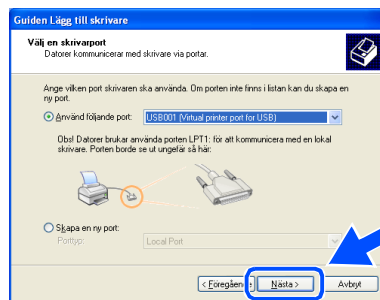 Guiden Lägg till skrivare
Välj en skrivarport
Datorer kommunicerar med skrivare via portar.
Ange vilken port skrivaren ska använda. Om porten inte finns i listan kan du skapa en
ny port.
Använd följande port: USB001 (Virtual printer port for USB)
Obs! Datorer brukar använda porten LPT1: för att kommunicera med en lokal
skrivare. Porten borde se ut ungefär så här:
Skapa en ny port:
Porttyp: Local Port
< Föregående Nästa > Avbryt